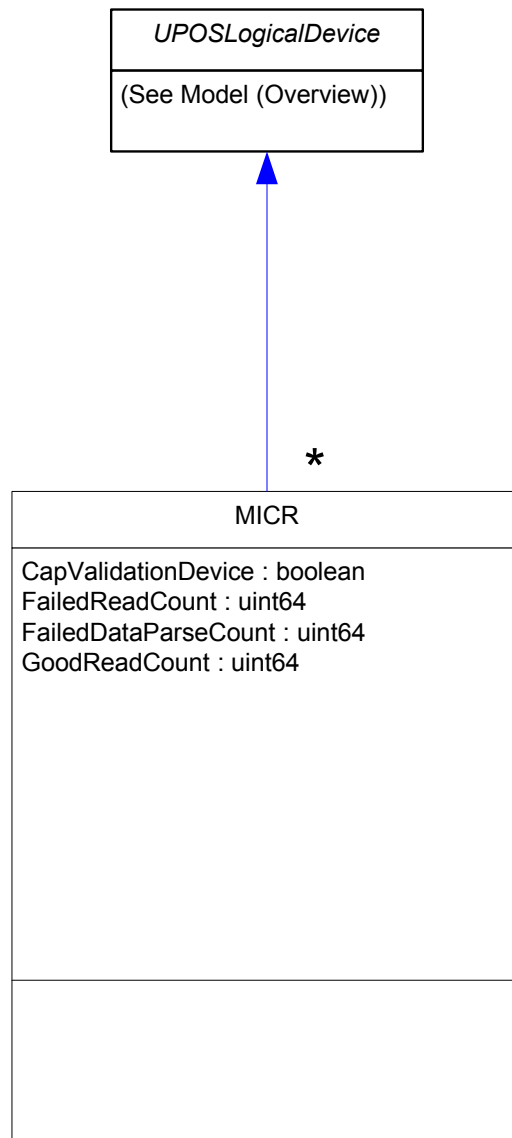 UPOSLogicalDevice
(See Model (Overview))
*
MICR
CapValidationDevice : boolean
FailedReadCount : uint64
FailedDataParseCount : uint64
GoodReadCount : uint64